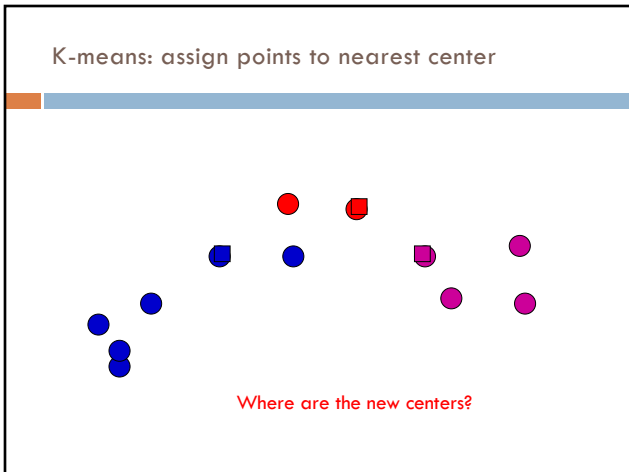 K-means: assign points to nearest center
Where are the new centers?